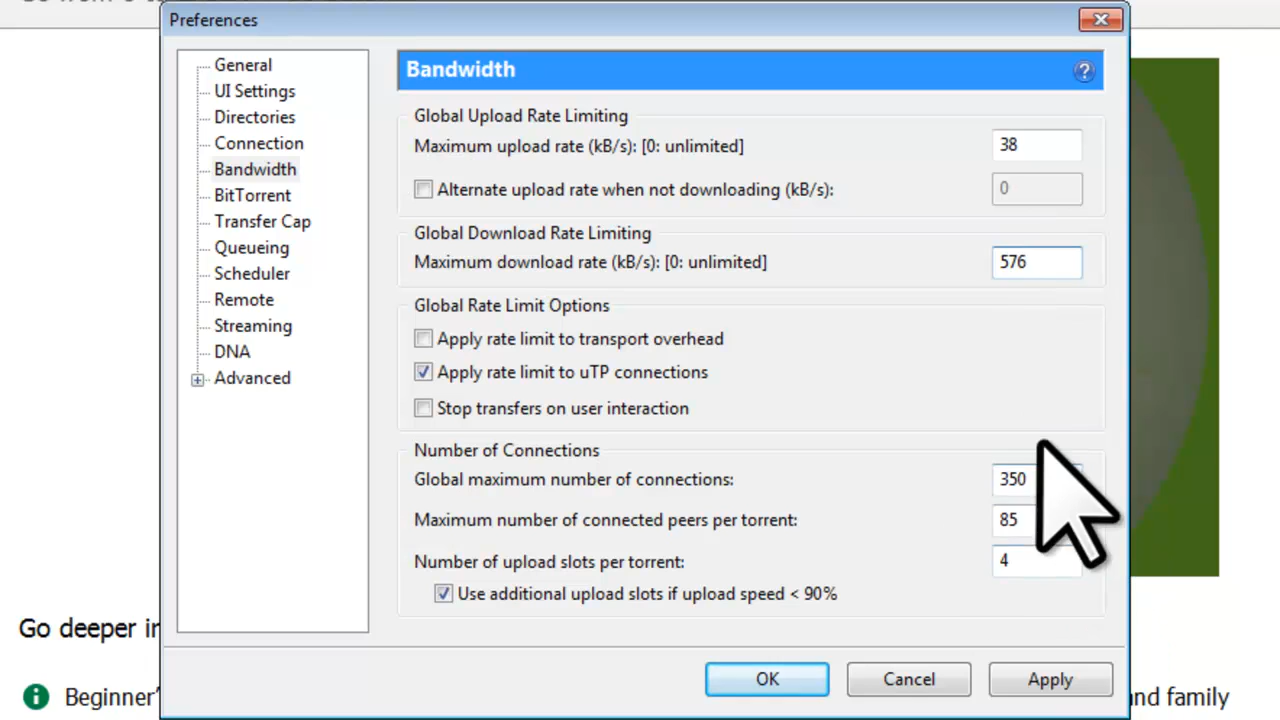 Preferences
General
UI Settings
Directories
Connection
Bandwidth
BitTorrent
Transfer Cap
Queueing
Scheduler
Remote
Streaming
DNA
Advanced
Bandwidth
Global Upload Rate Limiting
Maximum upload rate (kB/s): [0: unlimited] 38
Alternate upload rate when not downloading (kB/s): 0
Global Download Rate Limiting
Maximum download rate (kB/s): [0: unlimited] 576
Global Rate Limit Options
Apply rate limit to transport overhead
Apply rate limit to uTP connections
Stop transfers on user interaction
Number of Connections
Global maximum number of connections: 350
Maximum number of connected peers per torrent: 85
Number of upload slots per torrent: 4
Use additional upload slots if upload speed < 90%
OK Cancel Apply
Go deeper in
Beginner' nd family